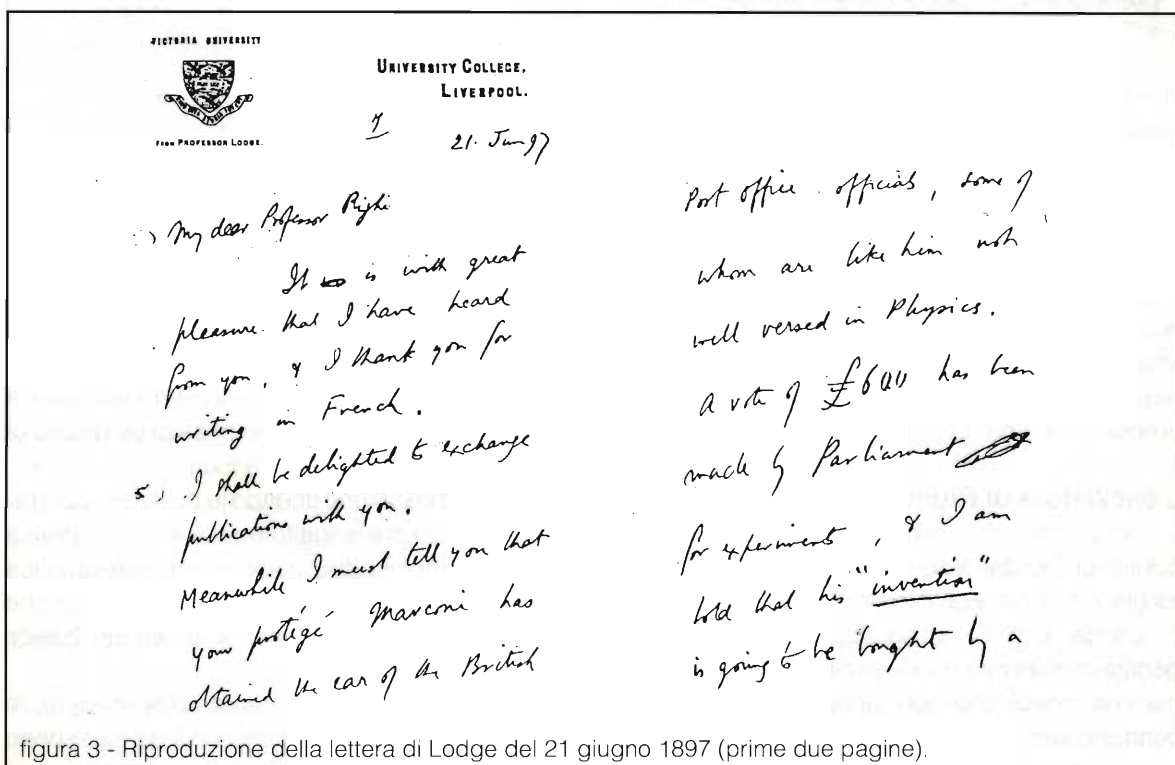 VICTORIA UNIVERSITY
FROM PROFESSOR LODGE.
UNIVERSITY COLLEGE,
LIVERPOOL.
21. Jun 97
My dear Professor Righi
It is with great
pleasure that I have heard
from you, & I thank you for
writing in French.
I shall be delighted to exchange
publications with you.
Meanwhile I must tell you that
your protégé Marconi has
obtained the ear of the British
Post office officials, some of
whom are like him not
well versed in Physics.
A vote of £600 has been
made by Parliament
for experiments, & I am
told that his "invention"
is going to be bought by a
figura 3 - Riproduzione della lettera di Lodge del 21 giugno 1897 (prime due pagine).